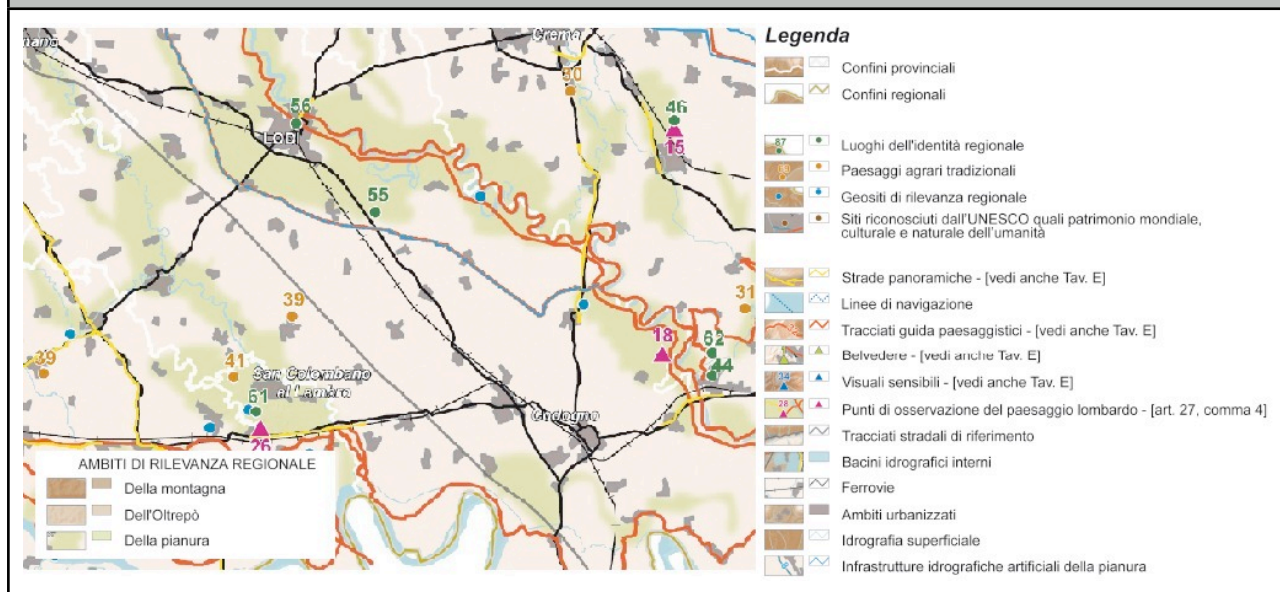 Crema
30
46
56
LODI
15
55
39
31
18
62
44
39
41
San Colombano
al Lambro
61
26
Codogno
AMBITI DI RILEVANZA REGIONALE
Della montagna
Dell'Oltrepò
Della pianura
Legenda
Confini provinciali
Confini regionali
87
Luoghi dell'identità regionale
Paesaggi agrari tradizionali
Geositi di rilevanza regionale
Siti riconosciuti dall'UNESCO quali patrimonio mondiale,
culturale e naturale dell'umanità
Strade panoramiche - [vedi anche Tav. E]
Linee di navigazione
Tracciati guida paesaggistici - [vedi anche Tav. E]
Belvedere - [vedi anche Tav. E]
34
Visuali sensibili - [vedi anche Tav. E]
28
Punti di osservazione del paesaggio lombardo - [art. 27, comma 4]
Tracciati stradali di riferimento
Bacini idrografici interni
Ferrovie
Ambiti urbanizzati
Idrografia superficiale
Infrastrutture idrografiche artificiali della pianura